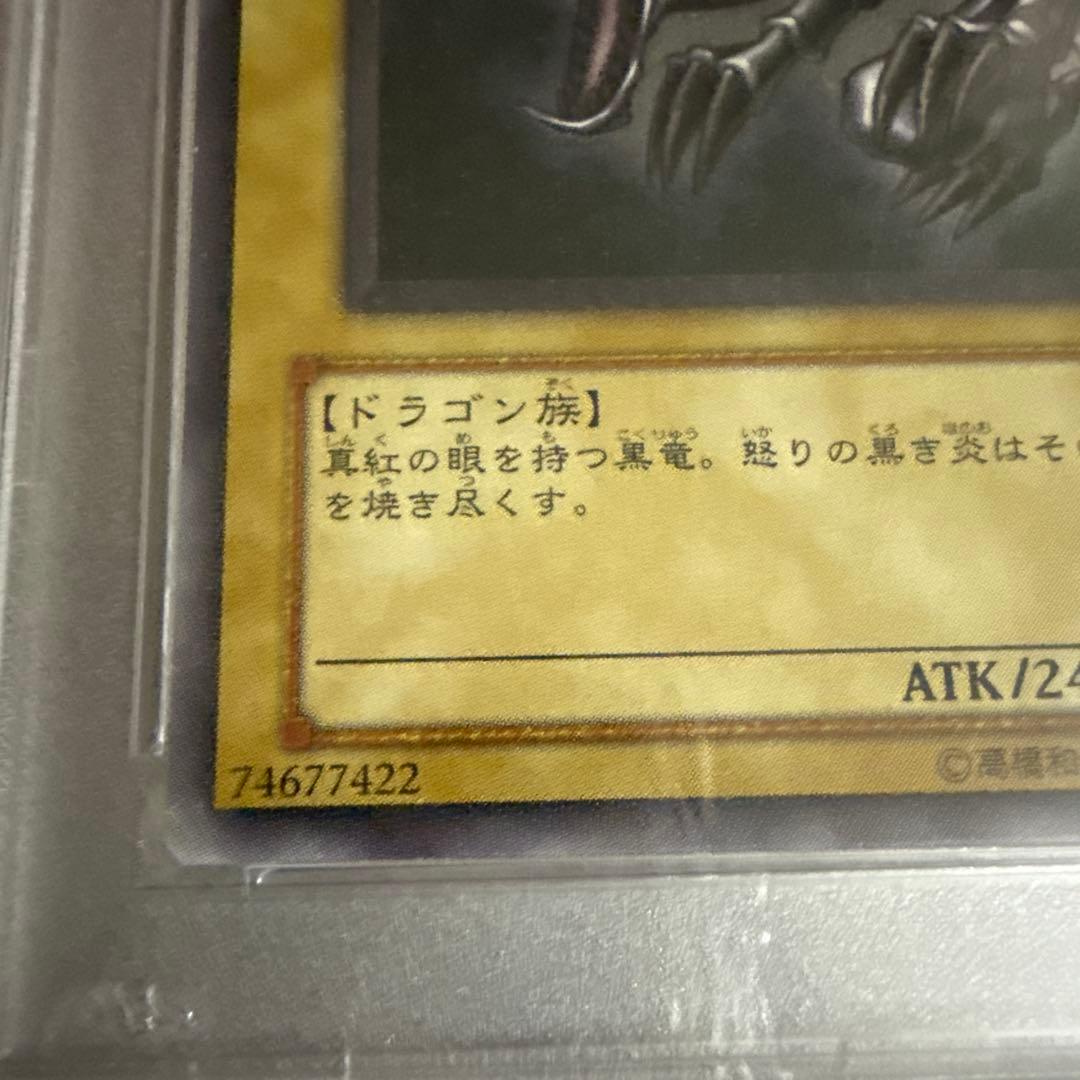 【ドラゴン族】
真紅の眼を持つ黒竜。怒りの黒き炎はそ
を焼き尽くす。
ATK/24
74677422
©高橋和